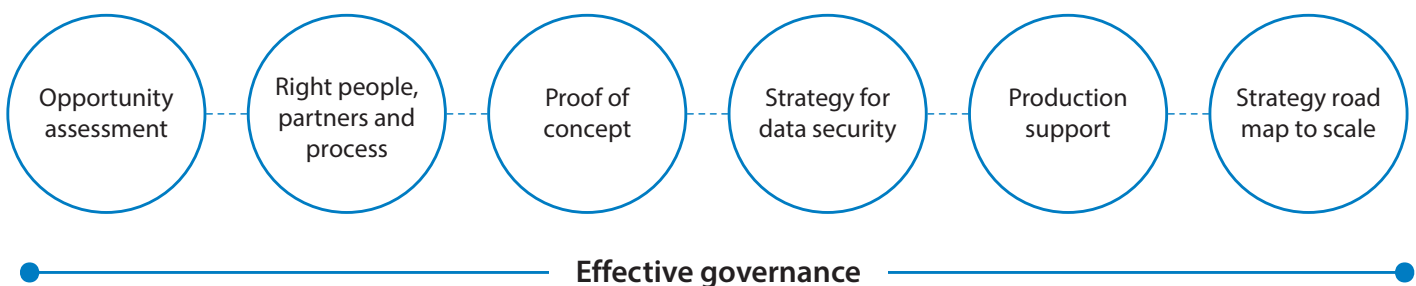 Opportunity
assessment
Right people,
partners and
process
Proof of
concept
Strategy for
data security
Production
support
Strategy road
map to scale
Effective governance